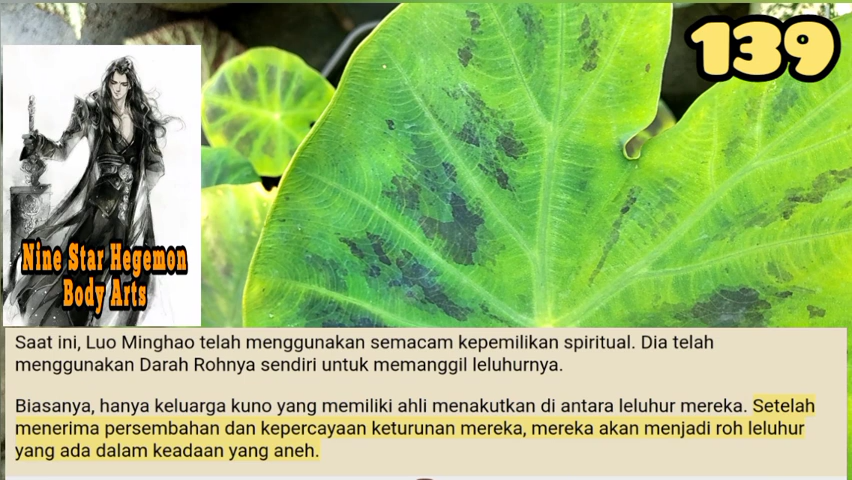 139
Nine Star Hegemon
Body Arts
Saat ini, Luo Minghao telah menggunakan semacam kepemilikan spiritual. Dia telah
menggunakan Darah Rohnya sendiri untuk memanggil leluhurnya.
Biasanya, hanya keluarga kuno yang memiliki ahli menakutkan di antara leluhur mereka. Setelah
menerima persembahan dan kepercayaan keturunan mereka, mereka akan menjadi roh leluhur
yang ada dalam keadaan yang aneh.